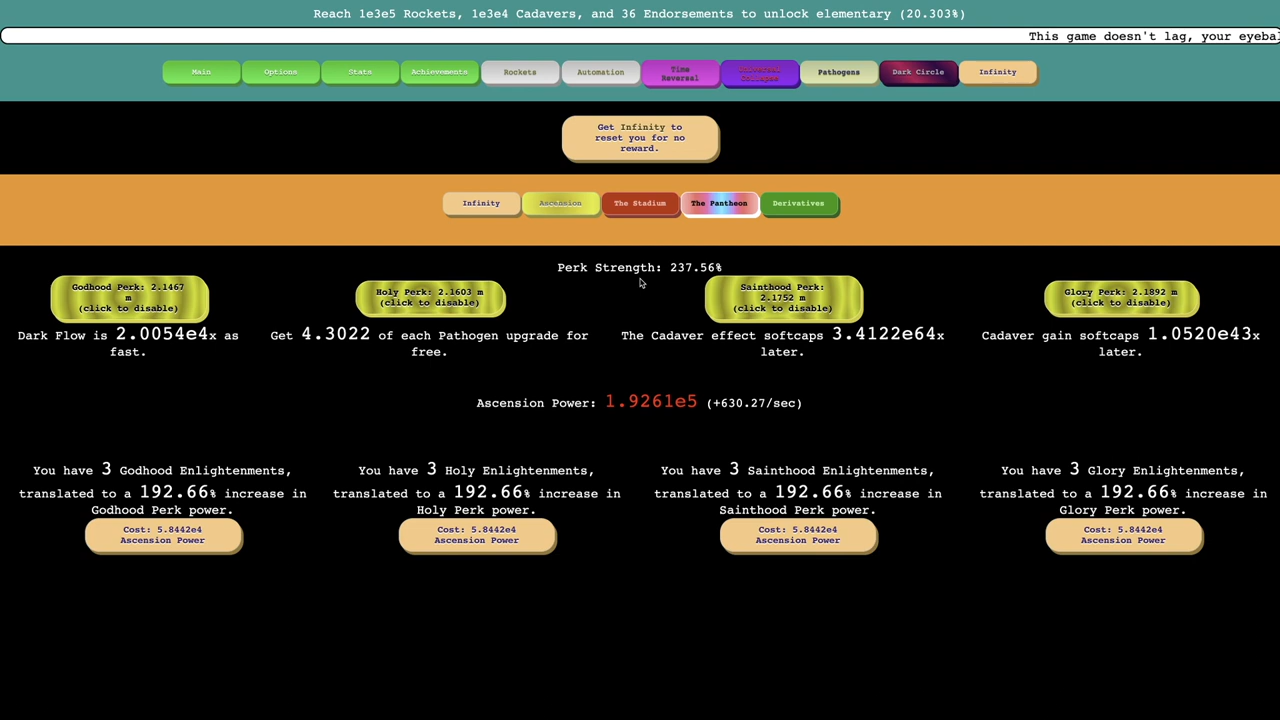 Reach 1e3e5 Rockets, 1e3e4 Cadavers, and 36 Endorsements to unlock elementary (20.303%)
This game doesn't lag, your eyebal
Main
Options
Stats
Achievements
Rockets
Automation
Time
Reversal
Universal
Collapse
Pathogens
Dark Circle
Infinity
Get Infinity to
reset you for no
reward.
Infinity
Ascension
The Stadium
The Pantheon
Derivatives
Perk Strength: 237.56%
Godhood Perk: 2.1467
m
(click to disable)
Holy Perk: 2.1603 m
(click to disable)
Sainthood Perk:
2.1752 m
(click to disable)
Glory Perk: 2.1892 m
(click to disable)
Dark Flow is 2.0054e4x as
fast.
Get 4.3022 of each Pathogen upgrade for
free.
The Cadaver effect softcaps 3.4122e64x
later.
Cadaver gain softcaps 1.0520e43x
later.
Ascension Power: 1.9261e5 (+630.27/sec)
You have 3 Godhood Enlightenments,
translated to a 192.66% increase in
Godhood Perk power.
Cost: 5.8442e4
Ascension Power
You have 3 Holy Enlightenments,
translated to a 192.66% increase in
Holy Perk power.
Cost: 5.8442e4
Ascension Power
You have 3 Sainthood Enlightenments,
translated to a 192.66% increase in
Sainthood Perk power.
Cost: 5.8442e4
Ascension Power
You have 3 Glory Enlightenments,
translated to a 192.66% increase in
Glory Perk power.
Cost: 5.8442e4
Ascension Power